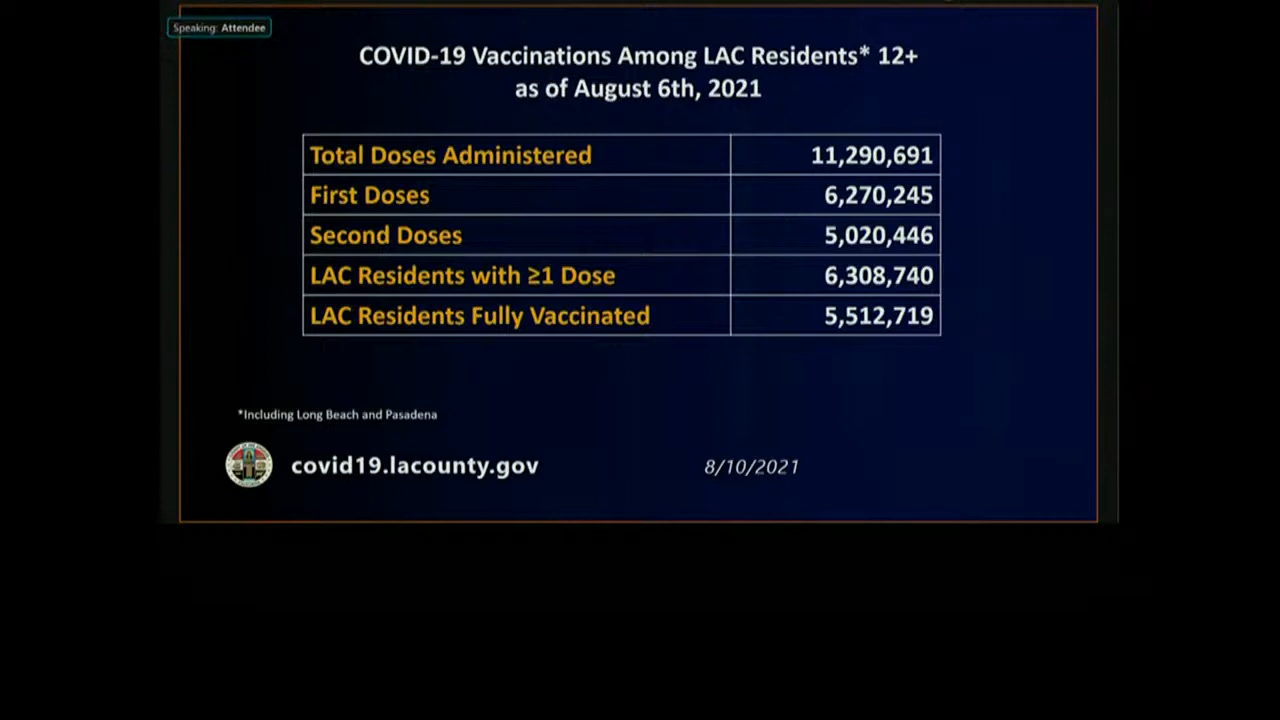 Speaking: Attendee
COVID-19 Vaccinations Among LAC Residents* 12+
as of August 6th, 2021
Total Doses Administered 11,290,691
First Doses 6,270,245
Second Doses 5,020,446
LAC Residents with ≥1 Dose 6,308,740
LAC Residents Fully Vaccinated 5,512,719
*Including Long Beach and Pasadena
covid19.lacounty.gov 8/10/2021